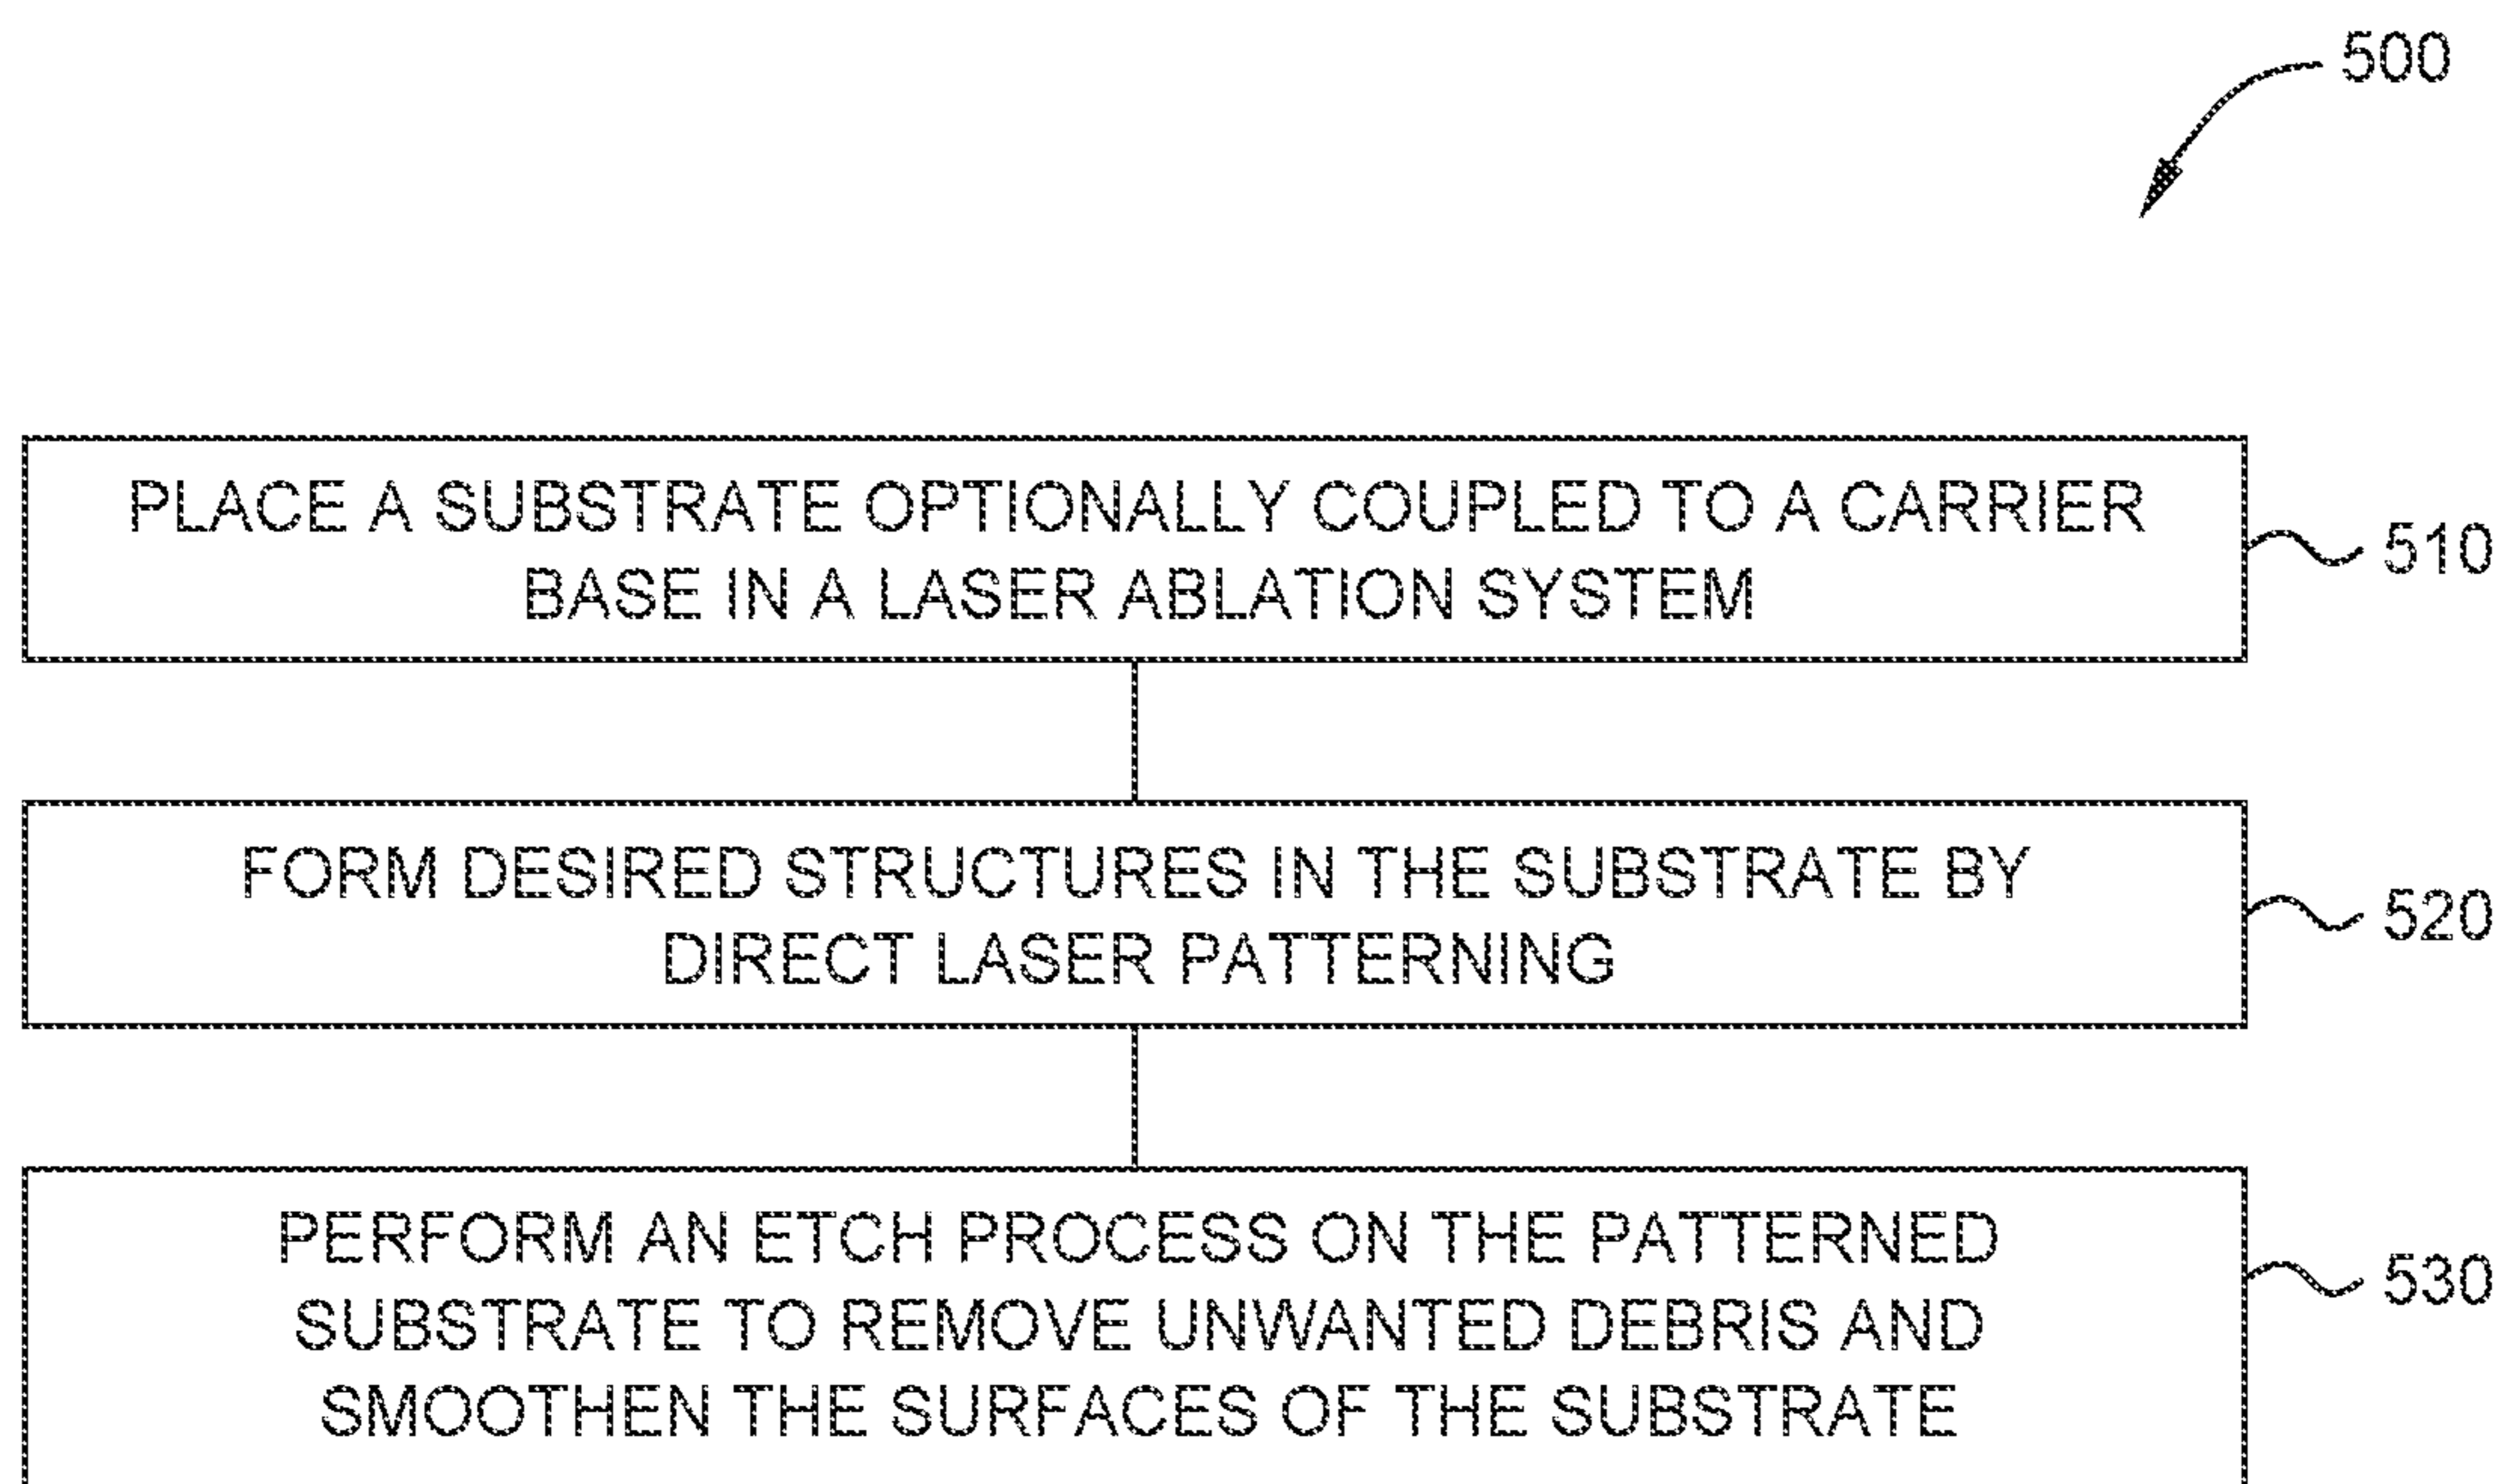 500
PLACE A SUBSTRATE OPTIONALLY COUPLED TO A CARRIER
BASE IN A LASER ABLATION SYSTEM
510
FORM DESIRED STRUCTURES IN THE SUBSTRATE BY
DIRECT LASER PATTERNING
520
PERFORM AN ETCH PROCESS ON THE PATTERNED
SUBSTRATE TO REMOVE UNWANTED DEBRIS AND
SMOOTHEN THE SURFACES OF THE SUBSTRATE
530